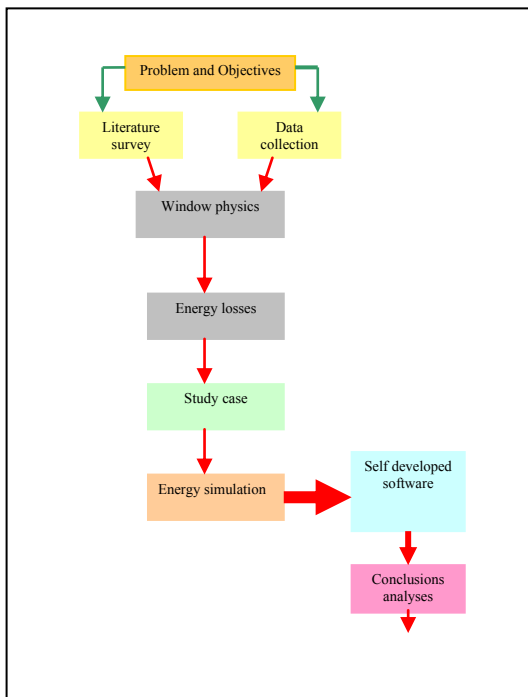 Problem and Objectives
Literature
survey
Data
collection
Window physics
Energy losses
Study case
Energy simulation
Self developed
software
Conclusions
analyses